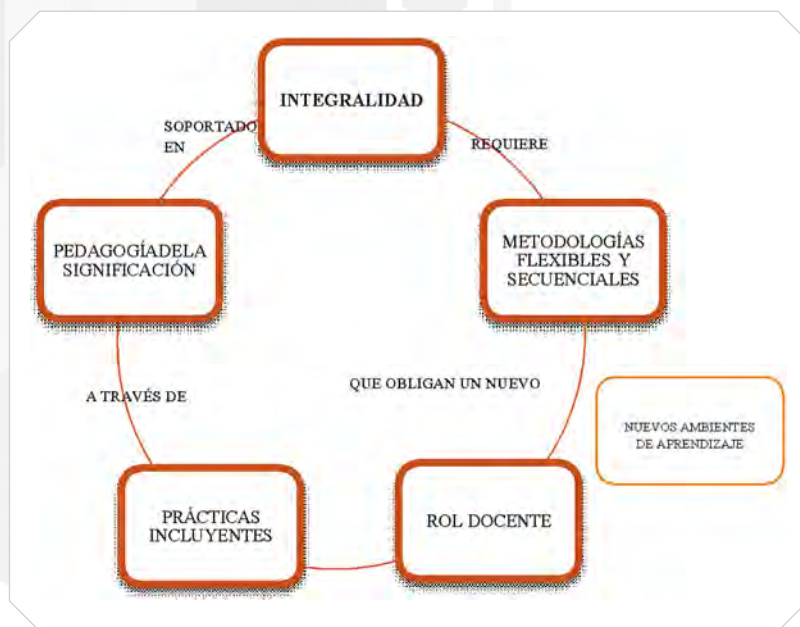 INTEGRALIDAD
SOPORTADO
EN
REQUIERE
PEDAGOGÍADELA
SIGNIFICACIÓN
METODOLOGÍAS
FLEXIBLES Y
SECUENCIALES
A TRAVÉS DE
QUE OBLIGAN UN NUEVO
NUEVOS AMBIENTES
DE APRENDIZAJE
PRÁCTICAS
INCLUYENTES
ROL DOCENTE